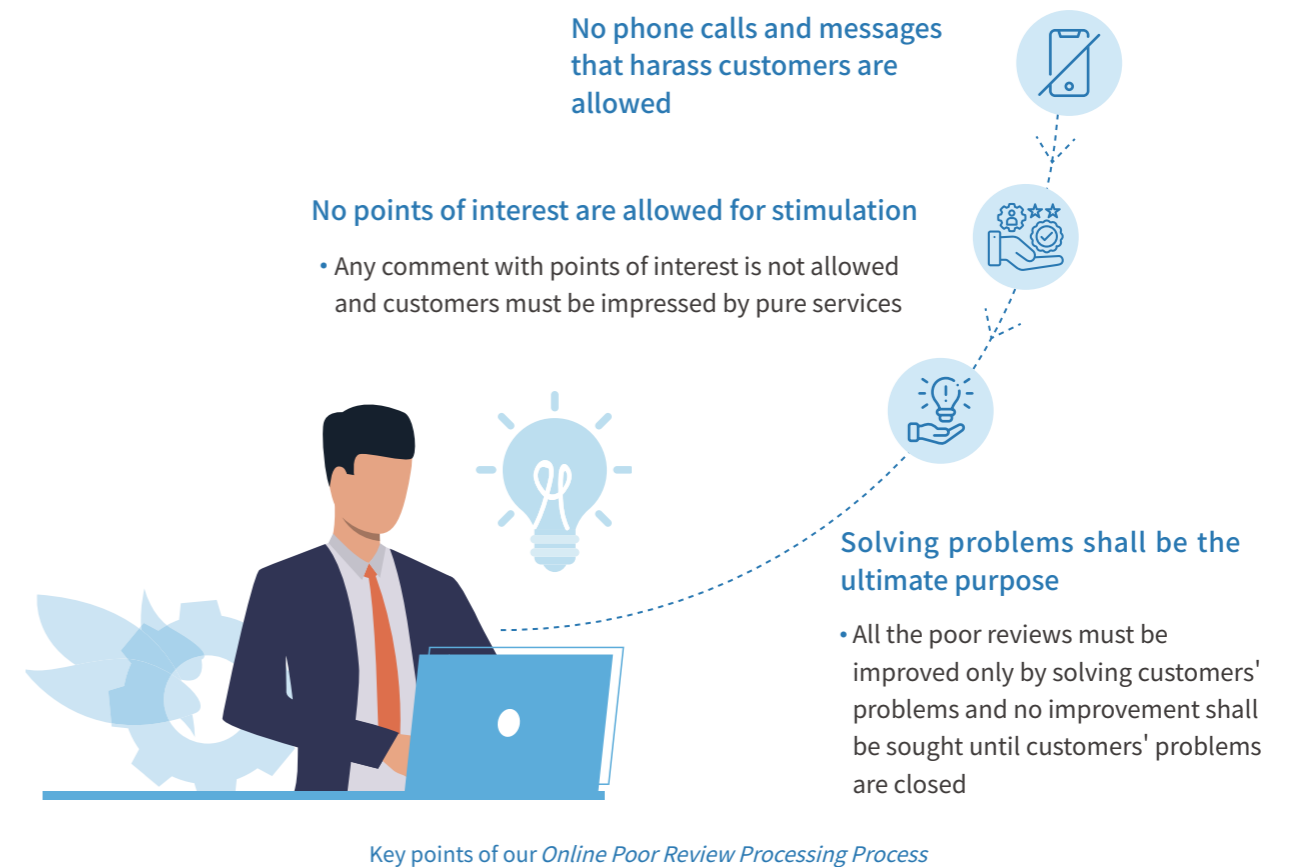 No phone calls and messages
that harass customers are
allowed
No points of interest are allowed for stimulation
• Any comment with points of interest is not allowed
and customers must be impressed by pure services
Solving problems shall be the
ultimate purpose
• All the poor reviews must be
improved only by solving customers'
problems and no improvement shall
be sought until customers' problems
are closed
Key points of our Online Poor Review Processing Process